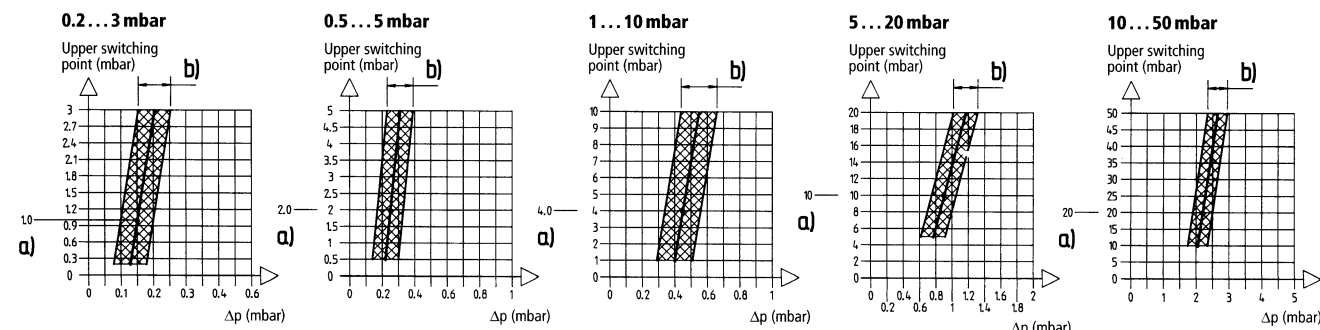 0.2...3 mbar
Upper switching
point (mbar)
b)
3
2.7
2.4
2.1
1.8
1.5
1.2
1.0
0.9
a)
0.6
0.3
0
0 0.1 0.2 0.3 0.4 0.5 0.6
Δp (mbar)
0.5...5 mbar
Upper switching
point (mbar)
b)
5
4.5
4
3.5
3
2.5
2.0
2
1.5
a)
1
0.5
0
0 0.2 0.4 0.6 0.8 1
Δp (mbar)
1...10 mbar
Upper switching
point (mbar)
b)
10
9
8
7
6
5
4.0
4
3
a)
2
1
0
0 0.2 0.4 0.6 0.8 1
Δp (mbar)
5...20 mbar
Upper switching
point (mbar)
b)
20
18
16
14
12
10
10
8
6
a)
4
2
0
0 0.2 0.4 0.6 0.8 1 1.2 1.4 1.6 1.8 2
Δp (mbar)
10...50 mbar
Upper switching
point (mbar)
b)
50
45
40
35
30
25
20
20
15
a)
10
5
0
0 1 2 3 4 5
Δp (mbar)